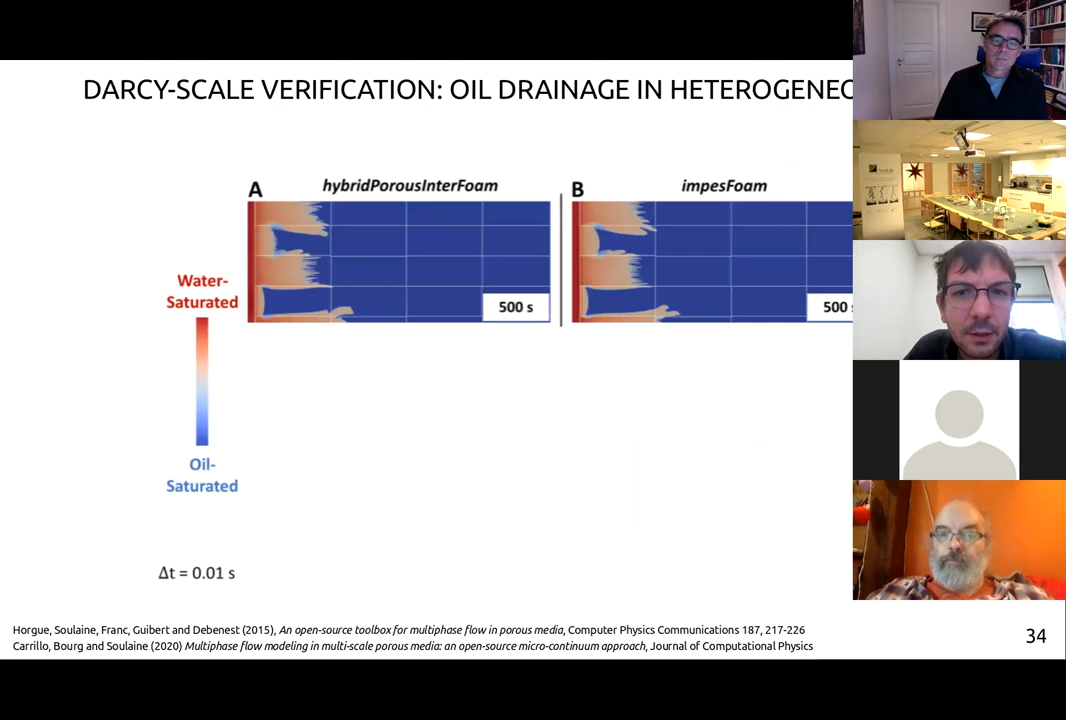 DARCY-SCALE VERIFICATION: OIL DRAINAGE IN HETEROGENEO
A hybridPorousInterFoam
B impesFoam
500 s
500 s
Water-
Saturated
Oil-
Saturated
Δt = 0.01 s
Horgue, Soulaine, Franc, Guibert and Debenest (2015), An open-source toolbox for multiphase flow in porous media, Computer Physics Communications 187, 217-226
Carrillo, Bourg and Soulaine (2020) Multiphase flow modeling in multi-scale porous media: an open-source micro-continuum approach, Journal of Computational Physics
34